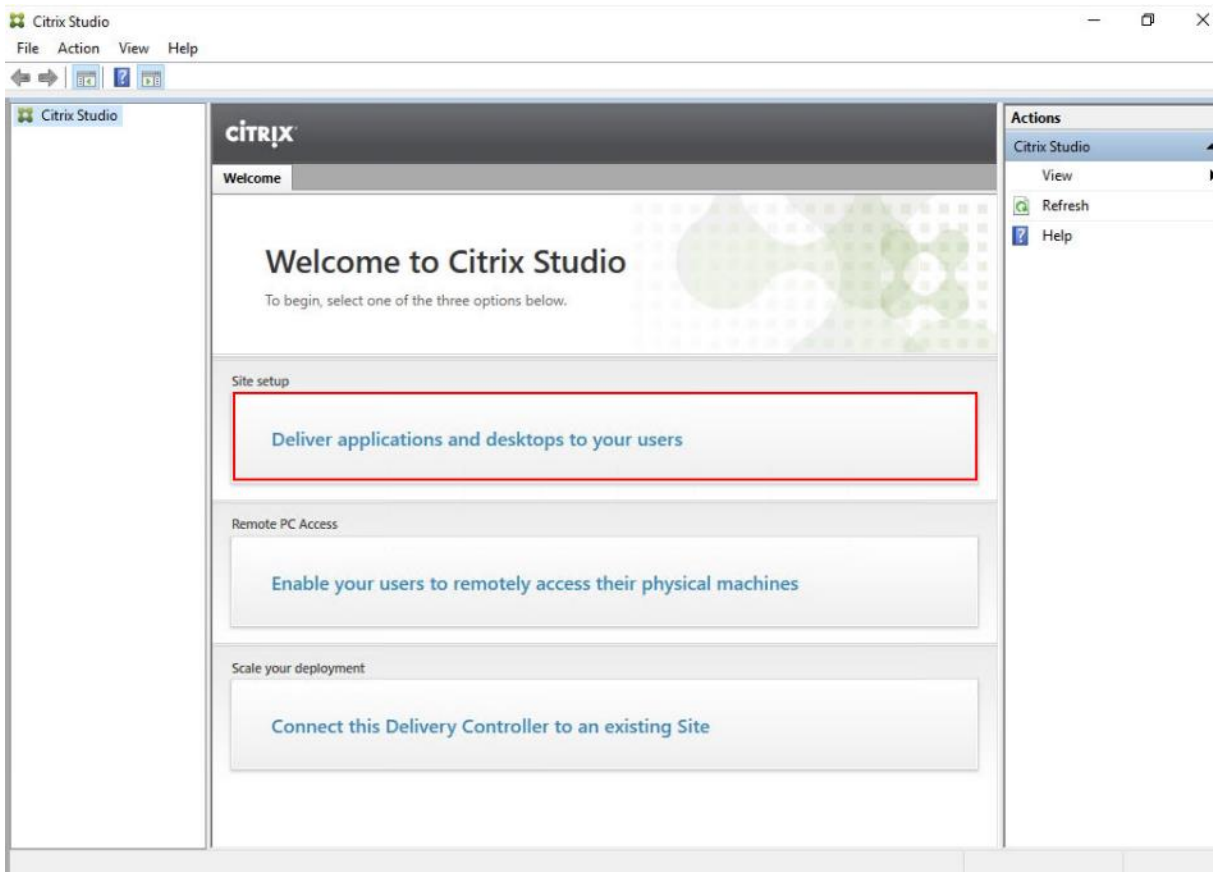 Citrix Studio
File Action View Help
Citrix Studio
CİTRIX
Welcome
Welcome to Citrix Studio
To begin, select one of the three options below.
Site setup
Deliver applications and desktops to your users
Remote PC Access
Enable your users to remotely access their physical machines
Scale your deployment
Connect this Delivery Controller to an existing Site
Actions
Citrix Studio
View
Refresh
Help